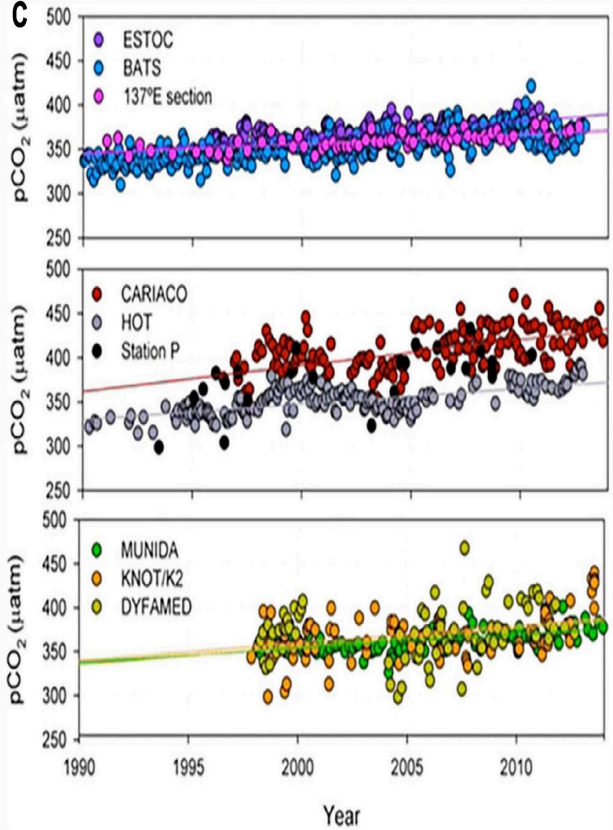 C
pCO2 (µatm)
500
450
400
350
300
250
ESTOC
BATS
137ºE section
pCO2 (µatm)
500
450
400
350
300
250
CARIACO
HOT
Station P
pCO2 (µatm)
500
450
400
350
300
250
MUNIDA
KNOT/K2
DYFAMED
1990 1995 2000 2005 2010
Year